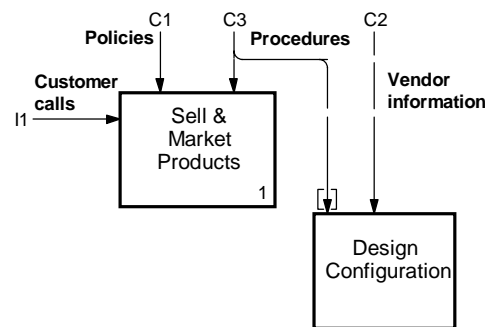 C1
C3
C2
Policies
Procedures
Customer
calls
Vendor
information
I1
Sell &
Market
Products
1
Design
Configuration